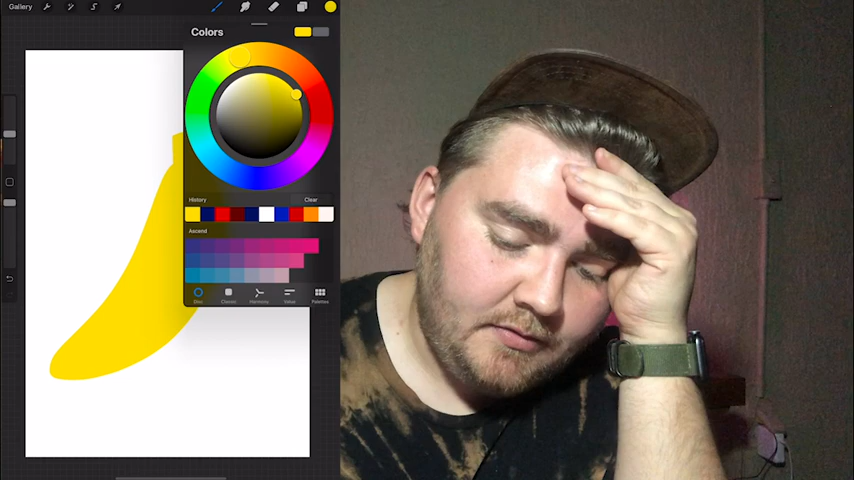 Gallery
Colors
History Clear
Ascend
Disc Classic Harmony Value Palettes